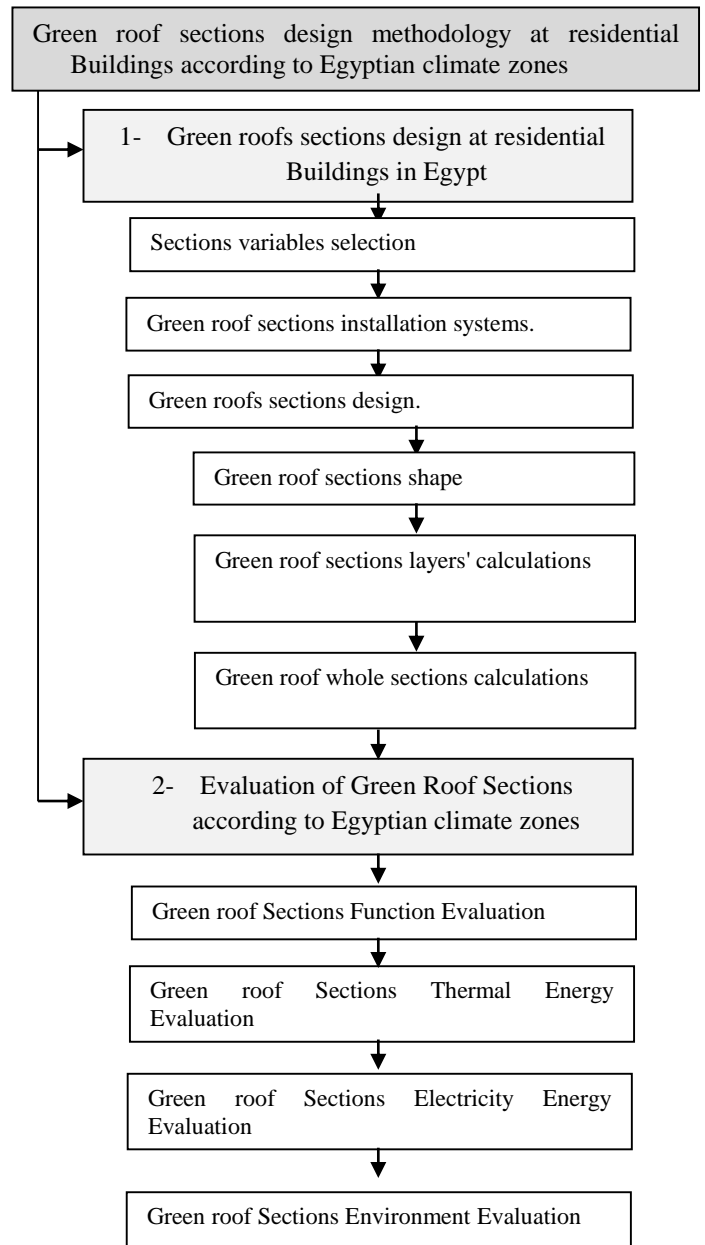 Green roof sections design methodology at residential
Buildings according to Egyptian climate zones
1- Green roofs sections design at residential
Buildings in Egypt
Sections variables selection
Green roof sections installation systems.
Green roofs sections design.
Green roof sections shape
Green roof sections layers' calculations
Green roof whole sections calculations
2- Evaluation of Green Roof Sections
according to Egyptian climate zones
Green roof Sections Function Evaluation
Green roof Sections Thermal Energy
Evaluation
Green roof Sections Electricity Energy
Evaluation
Green roof Sections Environment Evaluation